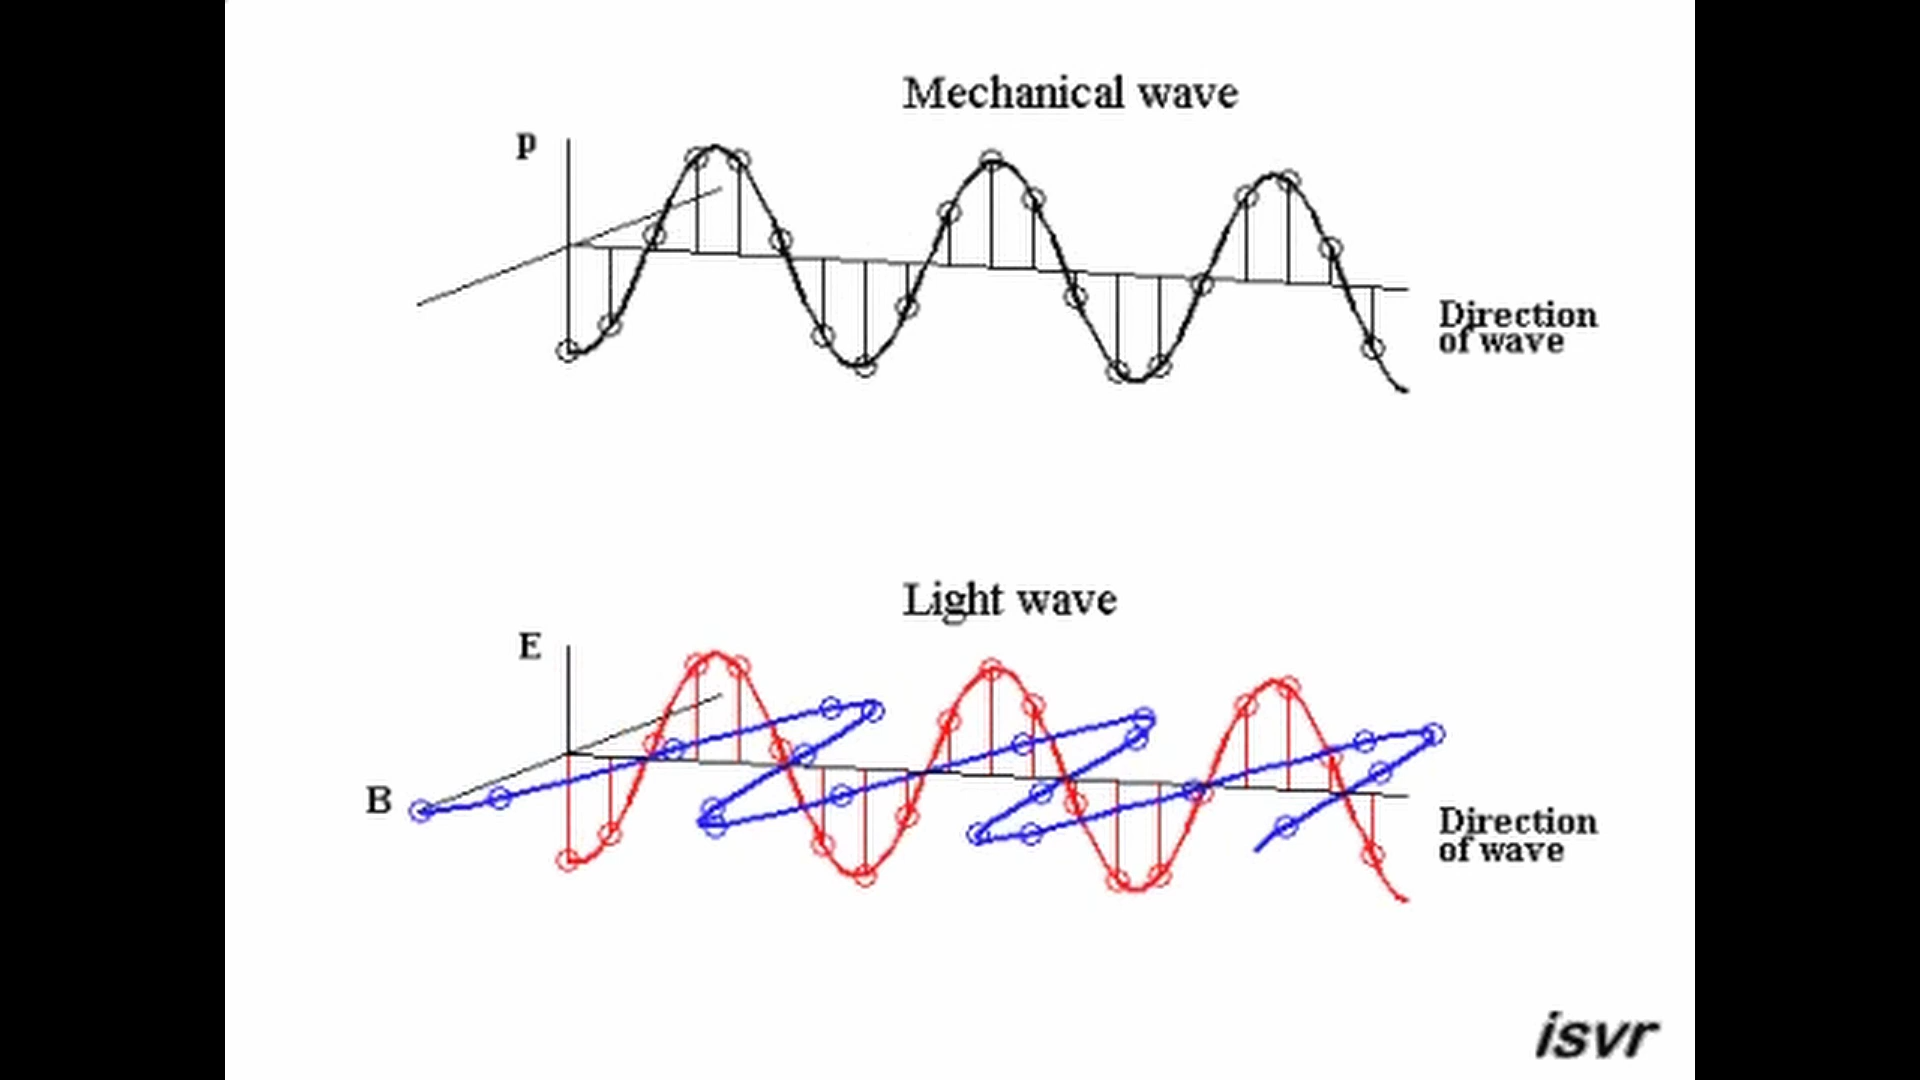 Mechanical wave
p
Direction
of wave
Light wave
E
B
Direction
of wave
isvr